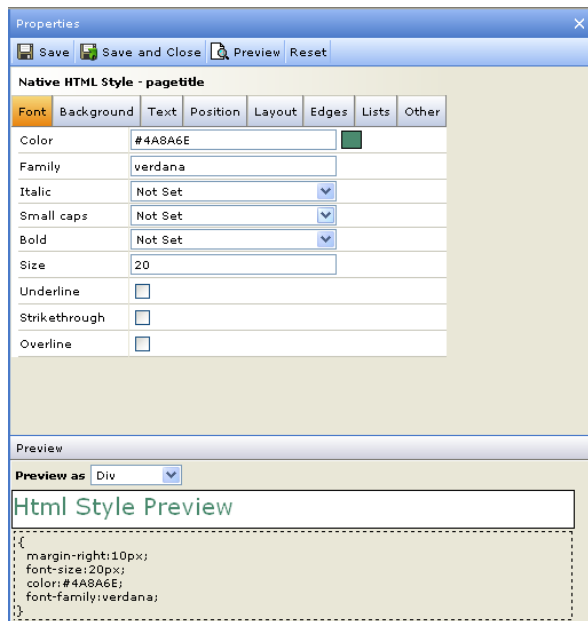 Properties
Save Save and Close Preview Reset
Native HTML Style - pagetitle
Font Background Text Position Layout Edges Lists Other
Color #4A8A6E
Family verdana
Italic Not Set
Small caps Not Set
Bold Not Set
Size 20
Underline
Strikethrough
Overline
Preview
Preview as Div
Html Style Preview
{
margin-right:10px;
font-size:20px;
color:#4A8A6E;
font-family:verdana;
}